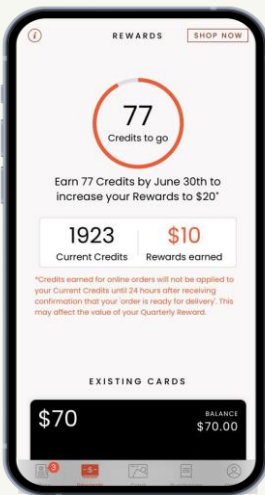 i
REWARDS
SHOP NOW
77
Credits to go
Earn 77 Credits by June 30th to
increase your Rewards to $20*
1923
Current Credits
$10
Rewards earned
*Credits earned for online orders will not be applied to
your Current Credits until 24 hours after receiving
confirmation that your 'order is ready for delivery'. This
may affect the value of your Quarterly Reward.
EXISTING CARDS
$70
BALANCE
$70.00
3
-$-
Rewards